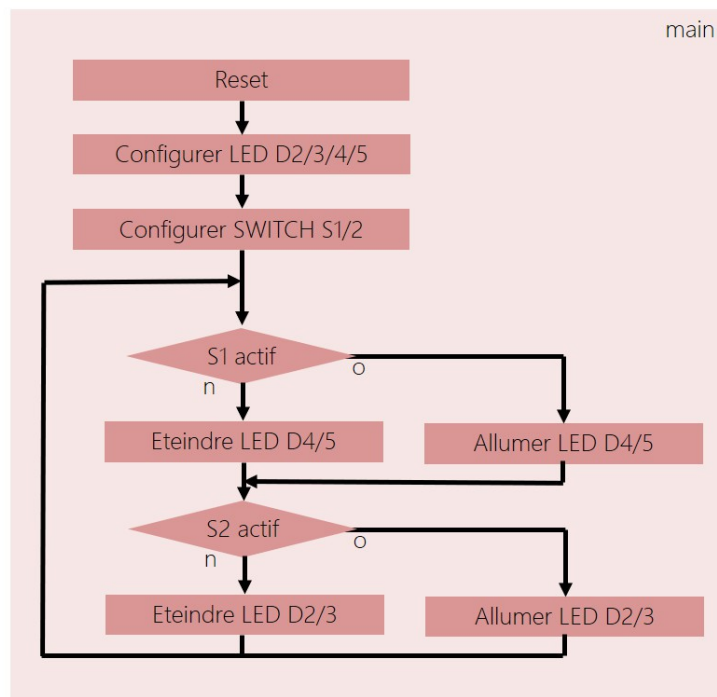 main
Reset
Configurer LED D2/3/4/5
Configurer SWITCH S1/2
S1 actif
o
n
Eteindre LED D4/5
Allumer LED D4/5
S2 actif
o
n
Eteindre LED D2/3
Allumer LED D2/3